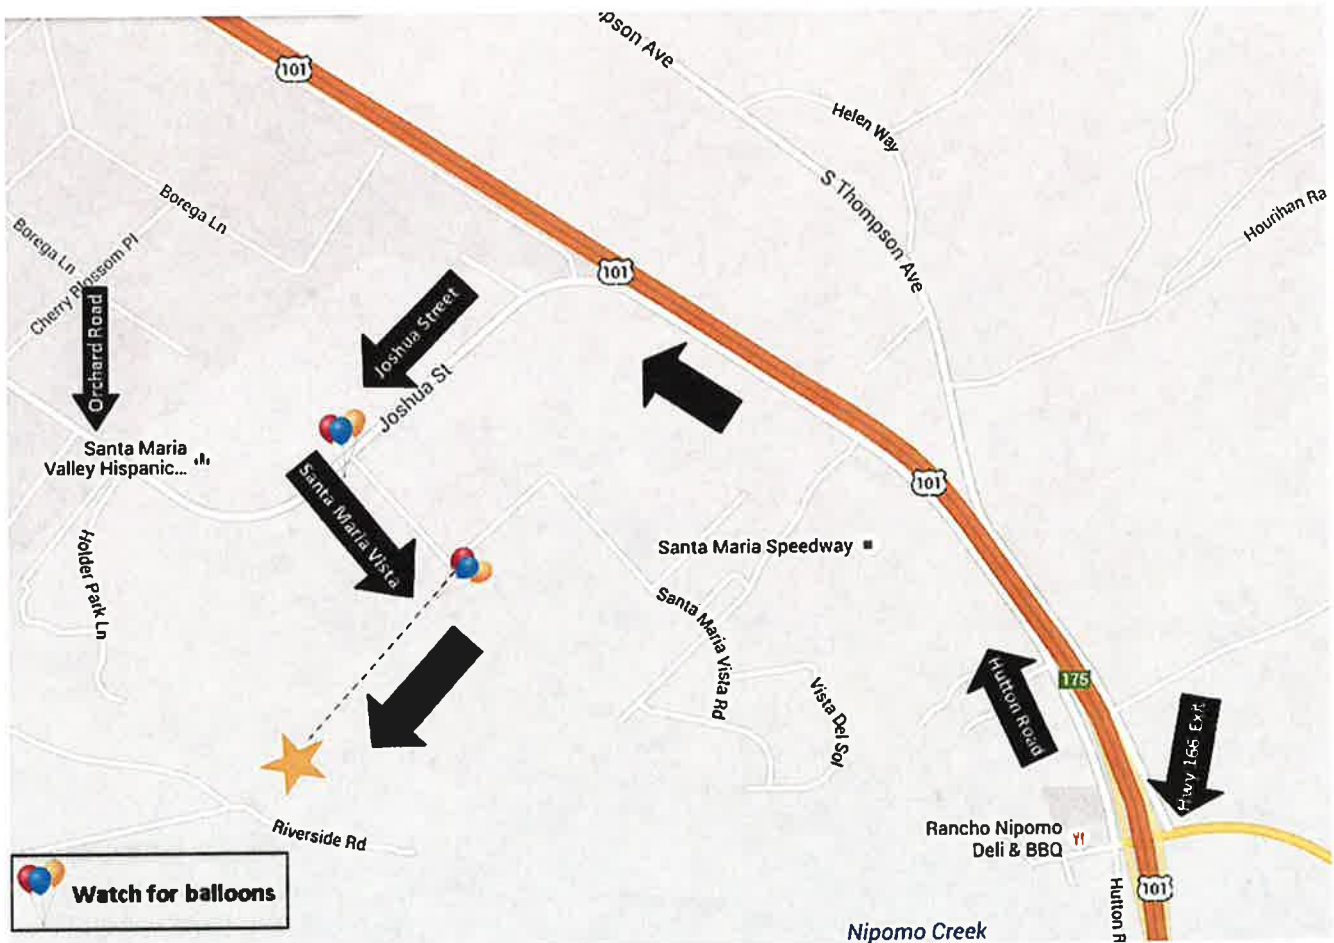 pson Ave
101
Helen Way
Borega Ln
S Thompson Ave
Hourihan Ra
Borega Ln
Cherry Blossom Pl
101
Orchard Road
Joshua Street
Joshua St
Santa Maria
Valley Hispanic...
Santa Maria Vista
101
Santa Maria Speedway
Holder Park Ln
Santa Maria Vista Rd
Vista Del Sol
Hutton Road
175
Hwy 166 Exit
Riverside Rd
Rancho Nipomo
Deli & BBQ
Watch for balloons
Hutton R
101
Nipomo Creek